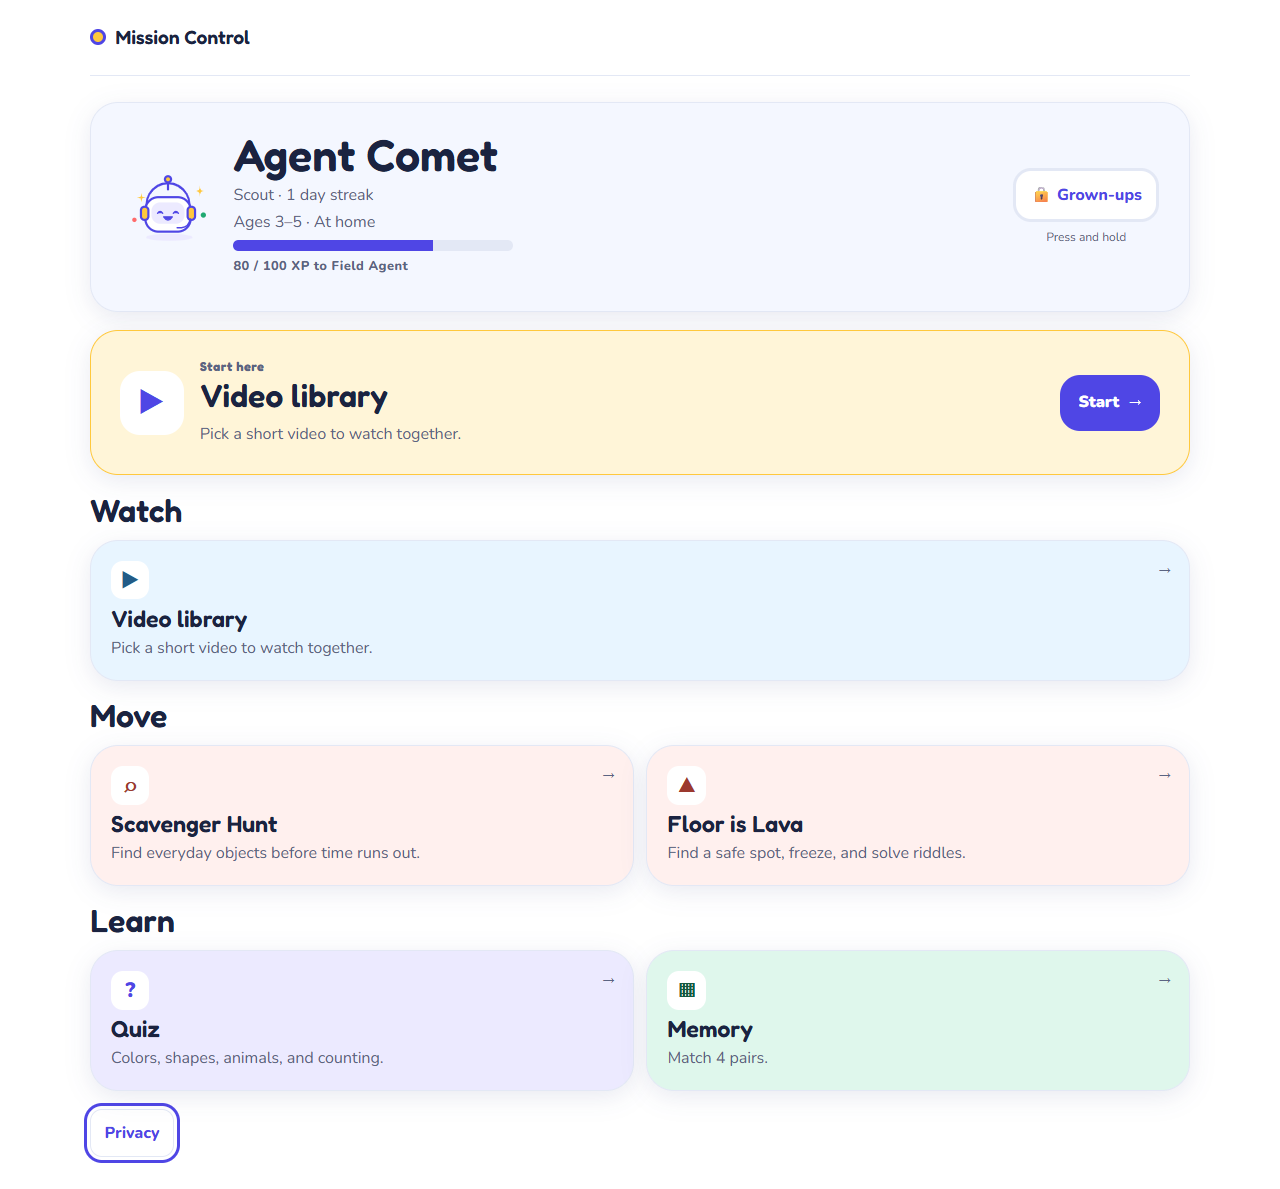 Mission Control
Agent Comet
Scout · 1 day streak
Ages 3–5 · At home
80 / 100 XP to Field Agent
Grown-ups
Press and hold
Start here
Video library
Pick a short video to watch together.
Start →
Watch
→
Video library
Pick a short video to watch together.
Move
→
Scavenger Hunt
Find everyday objects before time runs out.
→
Floor is Lava
Find a safe spot, freeze, and solve riddles.
Learn
? →
Quiz
Colors, shapes, animals, and counting.
→
Memory
Match 4 pairs.
Privacy